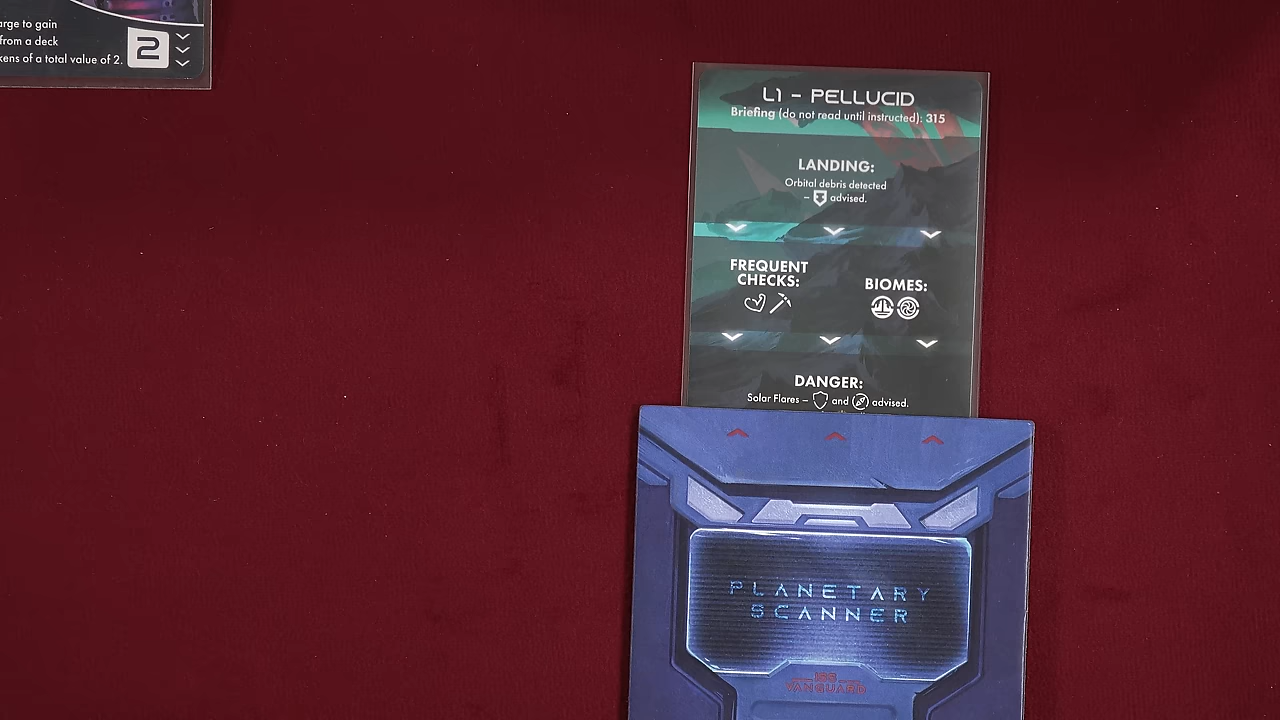 arge to gain
from a deck
kens of a total value of 2.
2
L1 – PELLUCID
Briefing (do not read until instructed): 315
LANDING:
Orbital debris detected
– advised.
FREQUENT
CHECKS:
BIOMES:
DANGER:
Solar Flares – and advised.
PLANETARY
SCANNER
ISS
VANGUARD